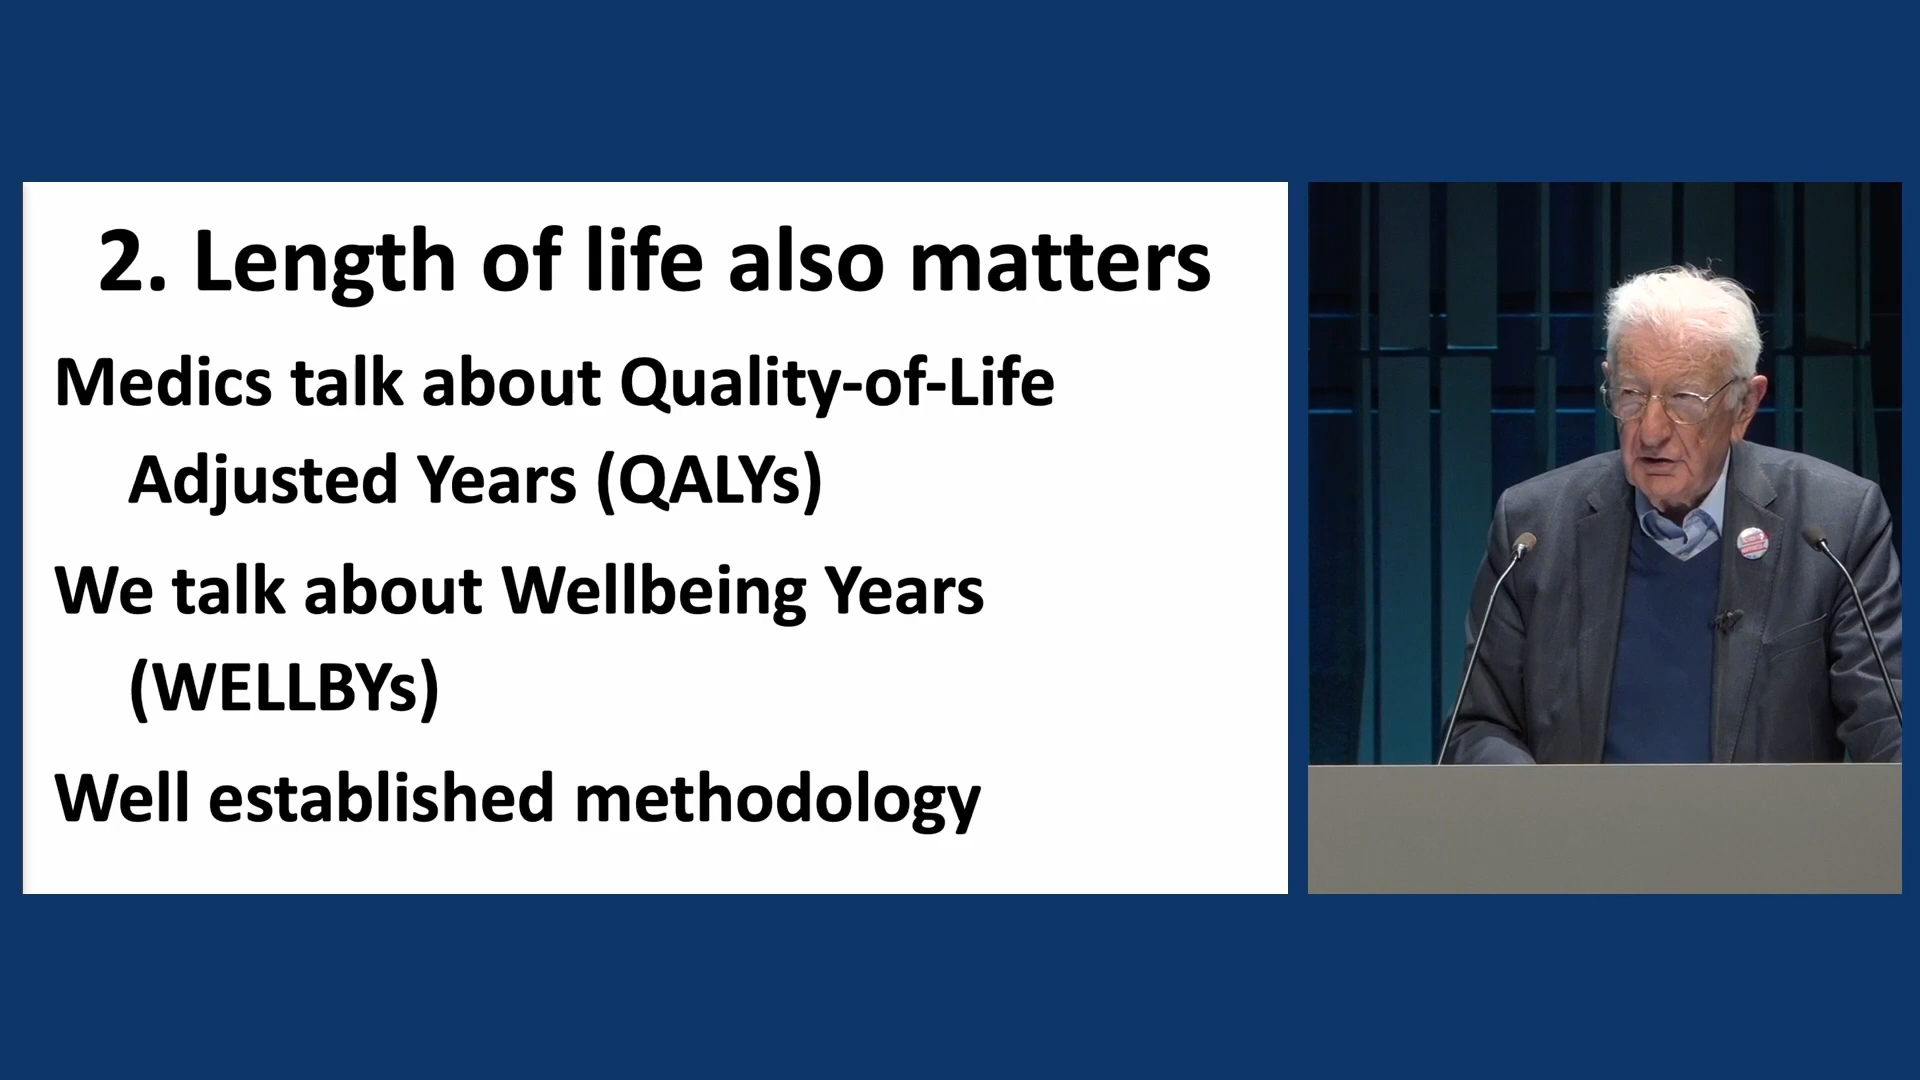 2. Length of life also matters
Medics talk about Quality-of-Life
Adjusted Years (QALYs)
We talk about Wellbeing Years
(WELLBYs)
Well established methodology